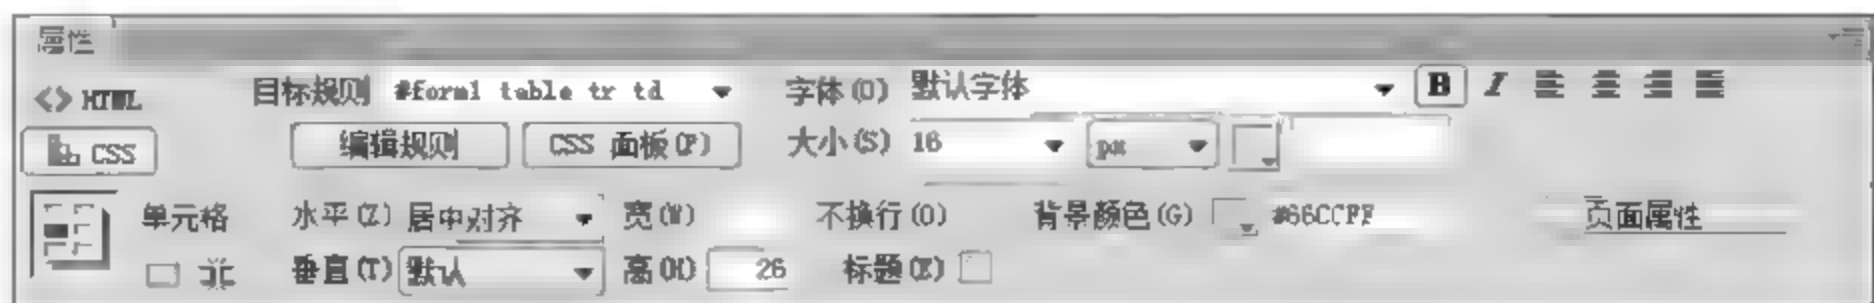 属性
<> HTML 目标规则 #form1 table tr td 字体(O) 默认字体 B I
CSS 编辑规则 CSS 面板(P) 大小(S) 16 px
单元格 水平(Z) 居中对齐 宽(W) 不换行(O) 背景颜色(G) #66CCFF 页面属性
垂直(T) 默认 高(H) 26 标题(E)